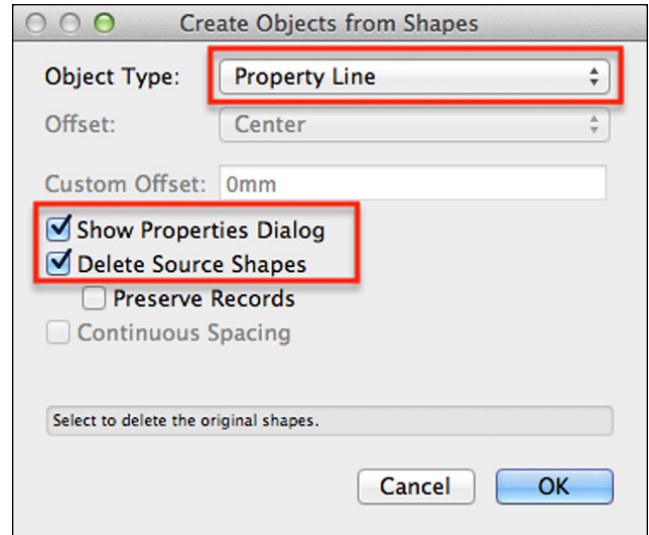 Create Objects from Shapes
Object Type: Property Line
Offset: Center
Custom Offset: 0mm
Show Properties Dialog
Delete Source Shapes
Preserve Records
Continuous Spacing
Select to delete the original shapes.
Cancel OK